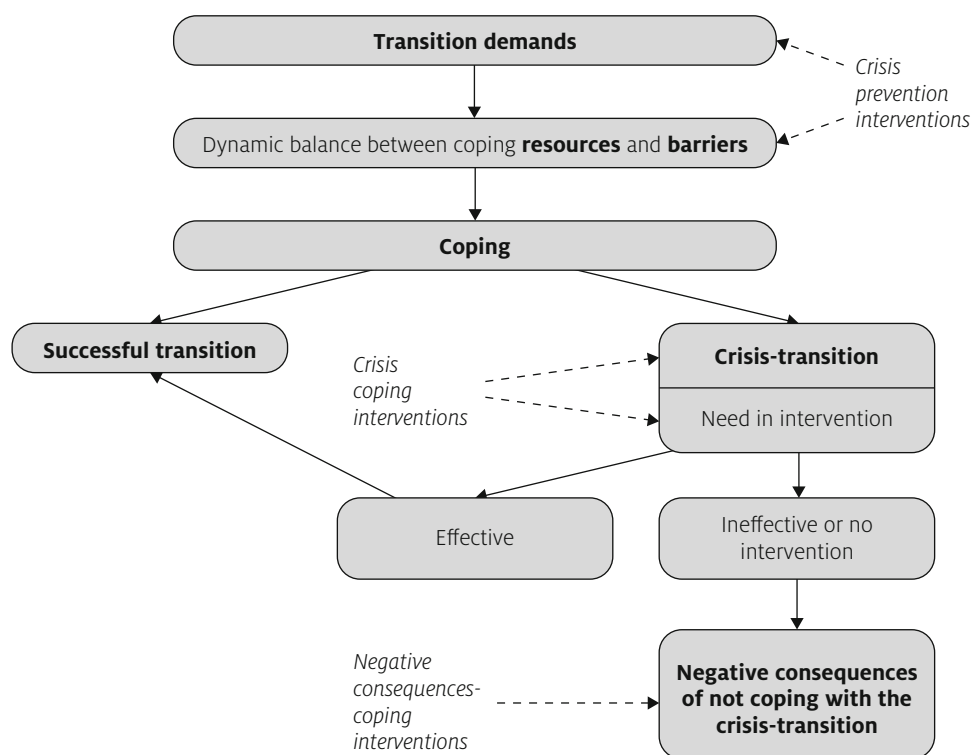 Transition demands
Crisis
prevention
interventions
Dynamic balance between coping resources and barriers
Coping
Successful transition
Crisis-transition
Crisis
coping
interventions
Need in intervention
Effective
Ineffective or no
intervention
Negative
consequences-
coping
interventions
Negative consequences
of not coping with the
crisis-transition